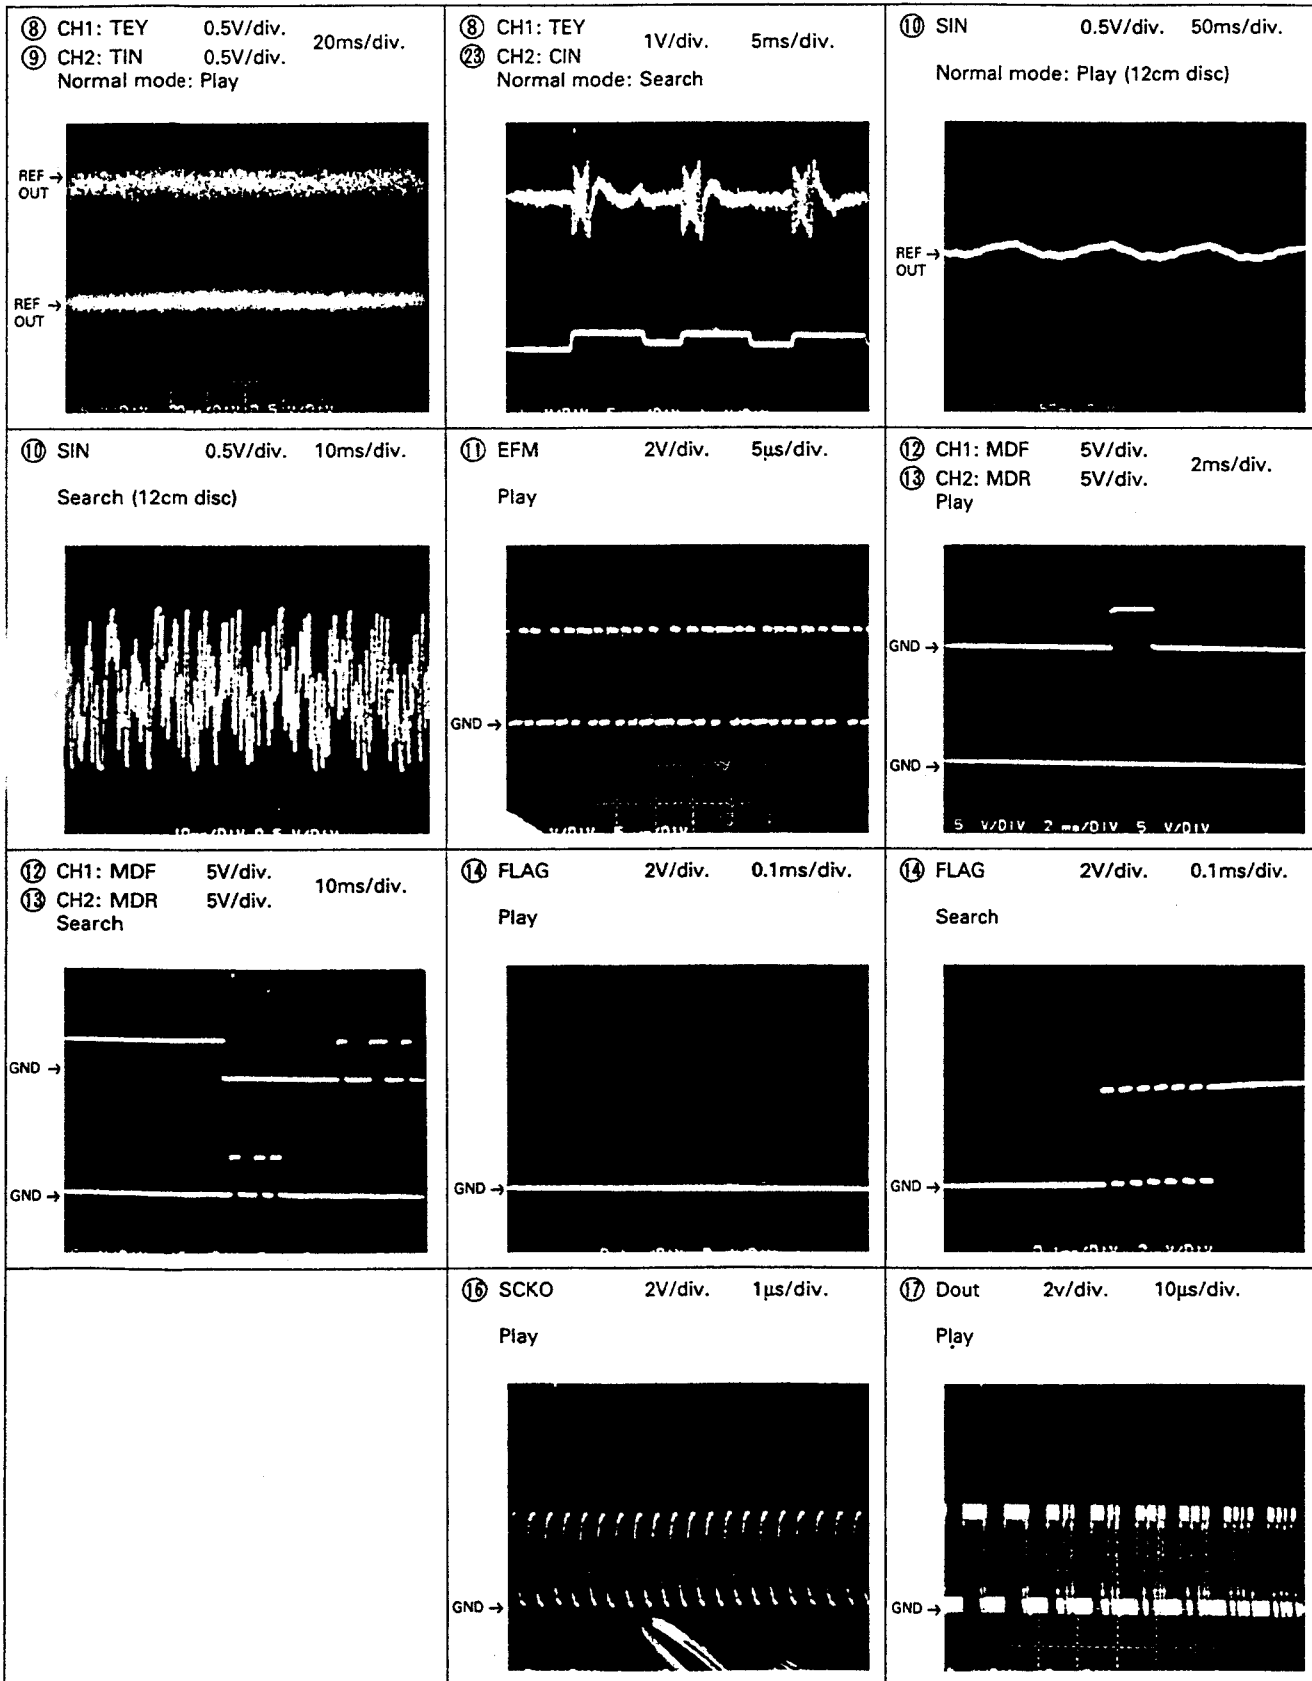 ⑧ CH1: TEY 0.5V/div. 20ms/div.
⑨ CH2: TIN 0.5V/div.
Normal mode: Play
REF →
OUT
REF →
OUT
⑧ CH1: TEY 1V/div. 5ms/div.
㉓ CH2: CIN
Normal mode: Search
⑩ SIN 0.5V/div. 50ms/div.
Normal mode: Play (12cm disc)
REF →
OUT
⑩ SIN 0.5V/div. 10ms/div.
Search (12cm disc)
⑪ EFM 2V/div. 5µs/div.
Play
GND →
⑫ CH1: MDF 5V/div. 2ms/div.
⑬ CH2: MDR 5V/div.
Play
GND →
GND →
5 V/DIV 2 ms/DIV 5 V/DIV
⑫ CH1: MDF 5V/div. 10ms/div.
⑬ CH2: MDR 5V/div.
Search
GND →
GND →
⑭ FLAG 2V/div. 0.1ms/div.
Play
GND →
⑭ FLAG 2V/div. 0.1ms/div.
Search
GND →
⑯ SCKO 2V/div. 1µs/div.
Play
GND →
⑰ Dout 2v/div. 10µs/div.
Play
GND →